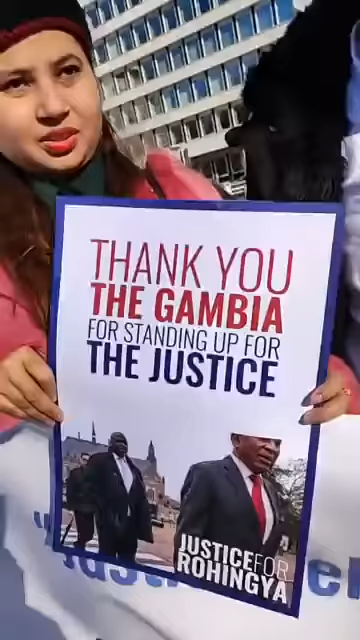 THANK YOU
THE GAMBIA
FOR STANDING UP FOR
THE JUSTICE
JUSTICE FOR
ROHINGYA